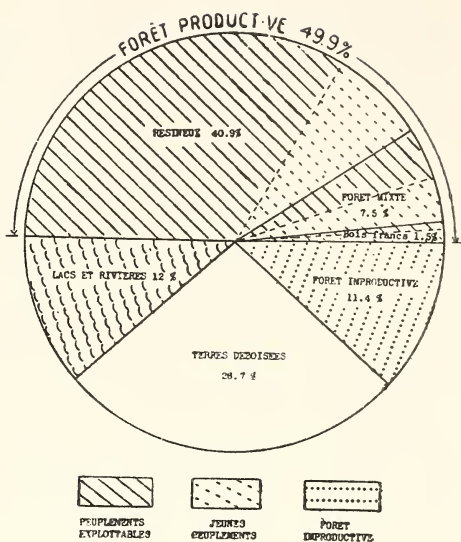 FORÊT PRODUCTIVE 49.9%
RESINEUX 40.9%
FORET MIXTE
7.5 %
Bois francs 1.5%
LACS ET RIVIERES 12 %
FORET IMPRODUCTIVE
11.4 %
TERRES DEBOISEES
26.7 %
PEUPLEMENTS
EXPLOITABLES
JEUNES
PEUPLEMENTS
FORET
IMPRODUCTIVE